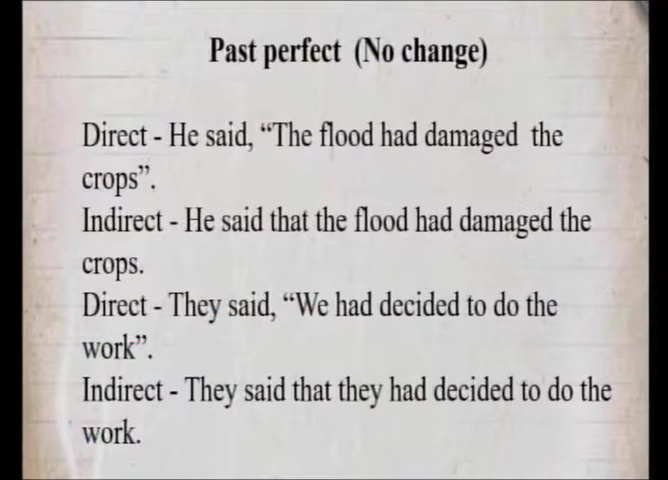 Past perfect (No change)
Direct - He said, “The flood had damaged the
crops”.
Indirect - He said that the flood had damaged the
crops.
Direct - They said, “We had decided to do the
work”.
Indirect - They said that they had decided to do the
work.